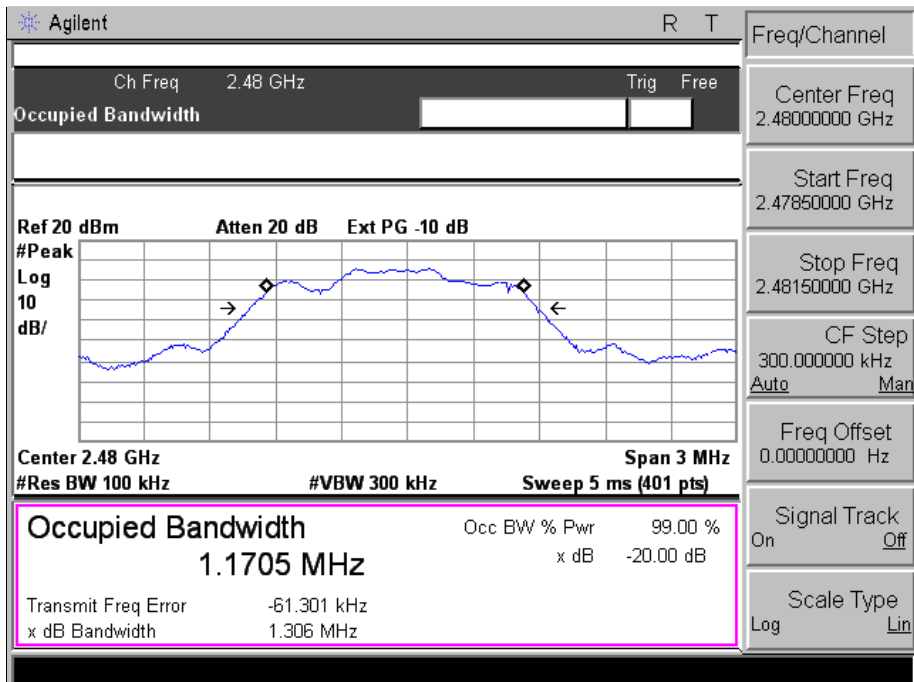 Agilent R T
Ch Freq 2.48 GHz Trig Free
Occupied Bandwidth
Ref 20 dBm Atten 20 dB Ext PG -10 dB
#Peak
Log
10
dB/
Center 2.48 GHz Span 3 MHz
#Res BW 100 kHz #VBW 300 kHz Sweep 5 ms (401 pts)
Occupied Bandwidth
1.1705 MHz
Occ BW % Pwr 99.00 %
x dB -20.00 dB
Transmit Freq Error -61.301 kHz
x dB Bandwidth 1.306 MHz
Freq/Channel
Center Freq
2.48000000 GHz
Start Freq
2.47850000 GHz
Stop Freq
2.48150000 GHz
CF Step
300.000000 kHz
Auto Man
Freq Offset
0.00000000 Hz
Signal Track
On Off
Scale Type
Log Lin